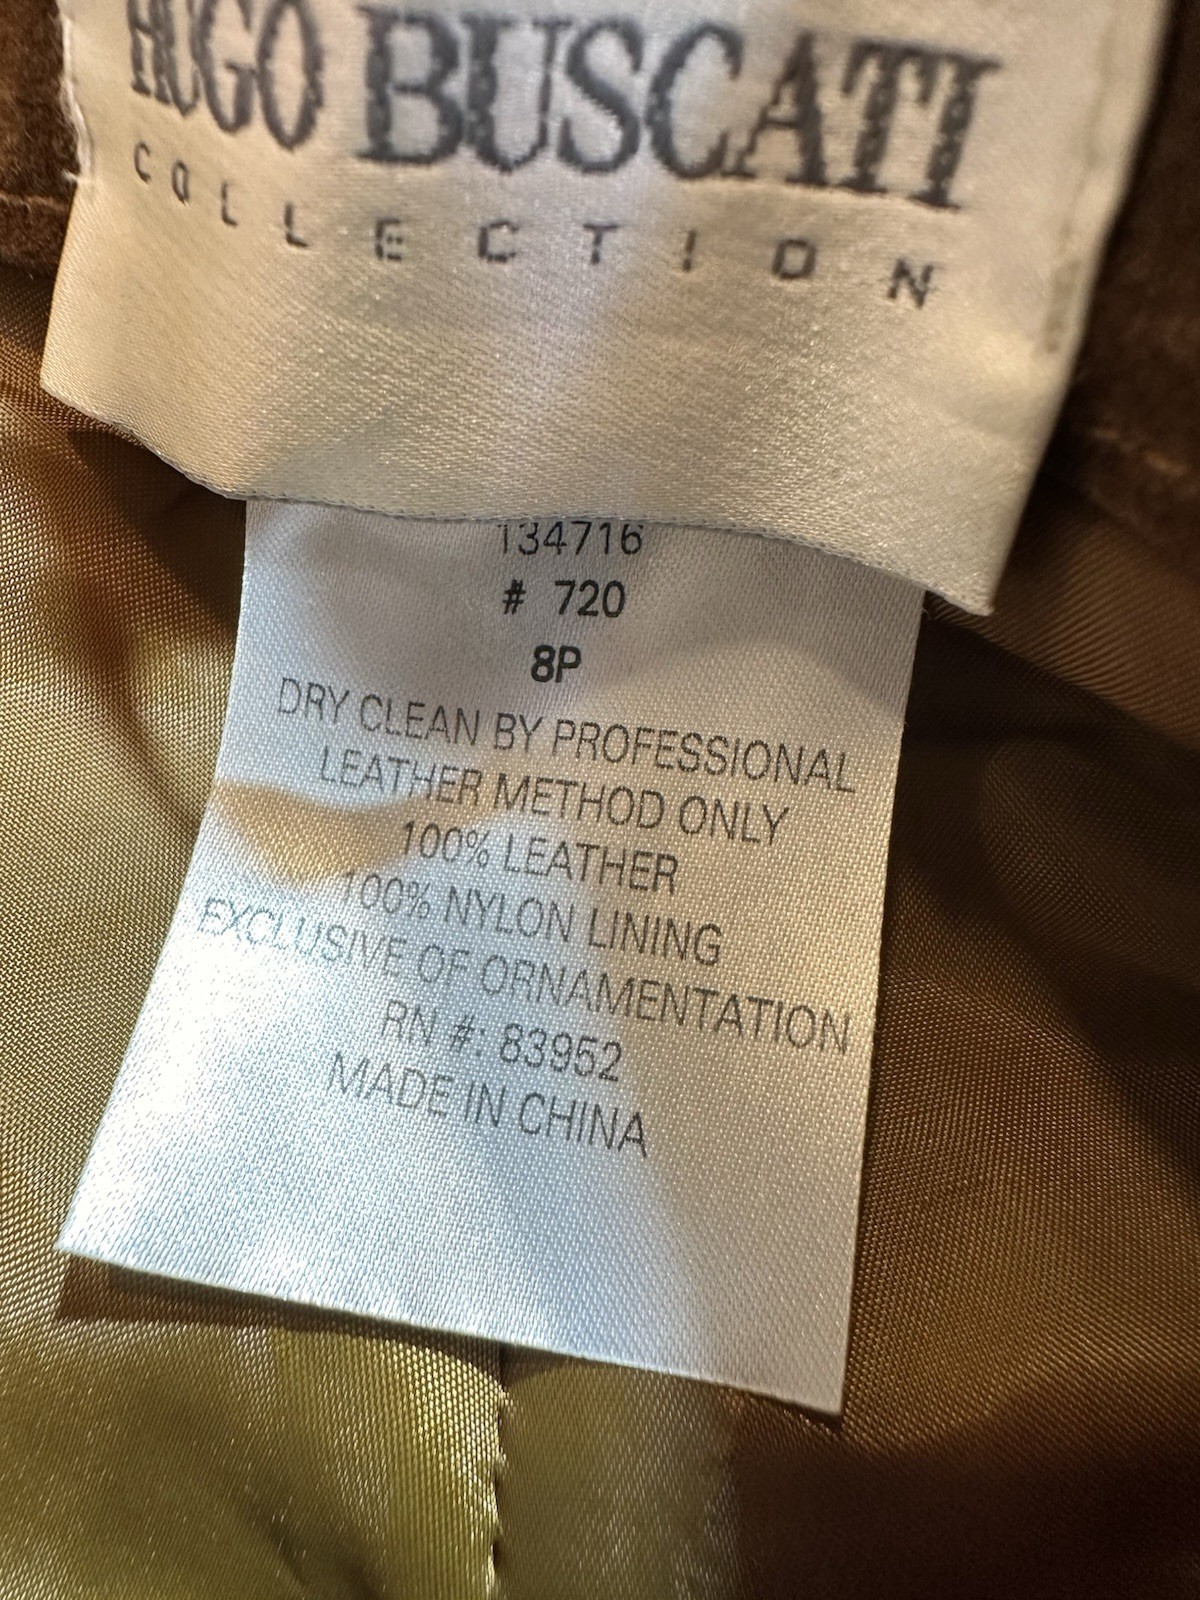 HUGO BUSCATI
COLLECTION
134716
# 720
8P
DRY CLEAN BY PROFESSIONAL
LEATHER METHOD ONLY
100% LEATHER
100% NYLON LINING
EXCLUSIVE OF ORNAMENTATION
RN #: 83952
MADE IN CHINA